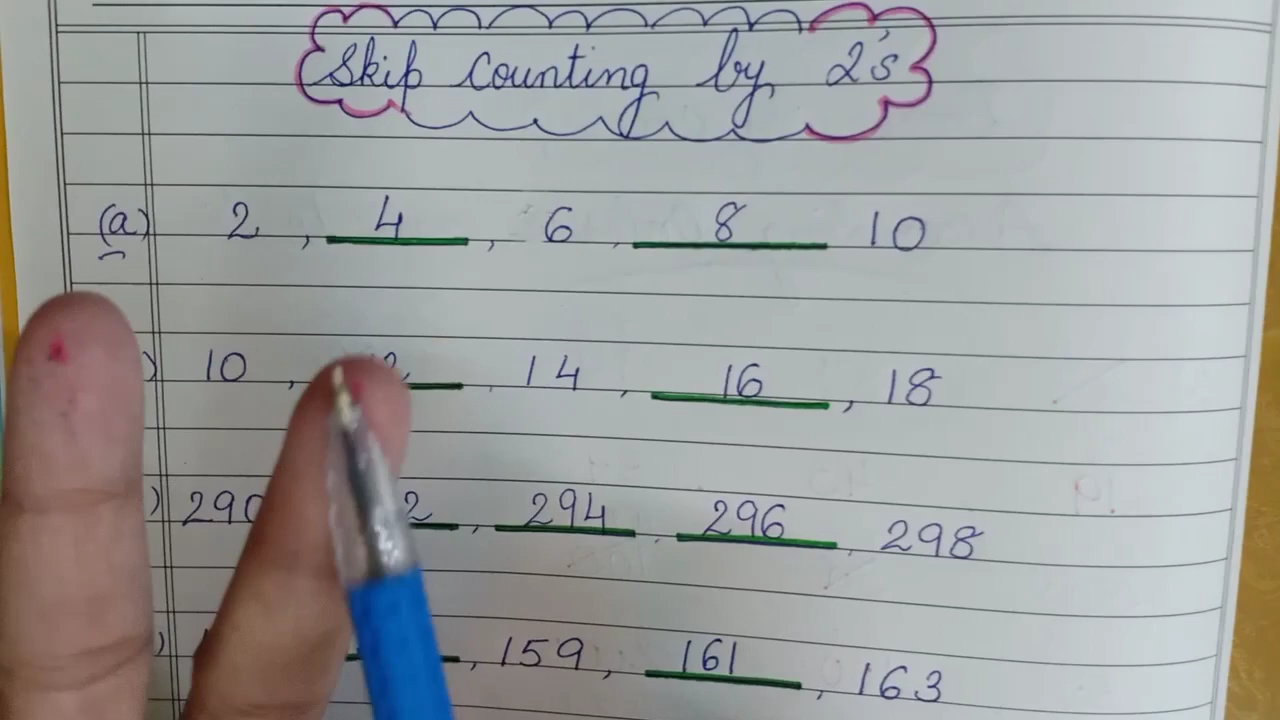 Skip Counting by 2's
(a) 2 , 4 , 6 , 8 10
) 10 , 2 14 , 16 , 18
) 290 2 , 294 , 296 , 298
) , 159 , 161 , 163